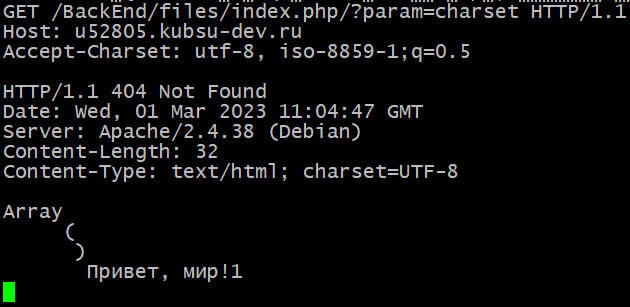 GET /BackEnd/files/index.php/?param=charset HTTP/1.1
Host: u52805.kubsu-dev.ru
Accept-Charset: utf-8, iso-8859-1;q=0.5
HTTP/1.1 404 Not Found
Date: Wed, 01 Mar 2023 11:04:47 GMT
Server: Apache/2.4.38 (Debian)
Content-Length: 32
Content-Type: text/html; charset=UTF-8
Array
(
)
Привет, мир!1